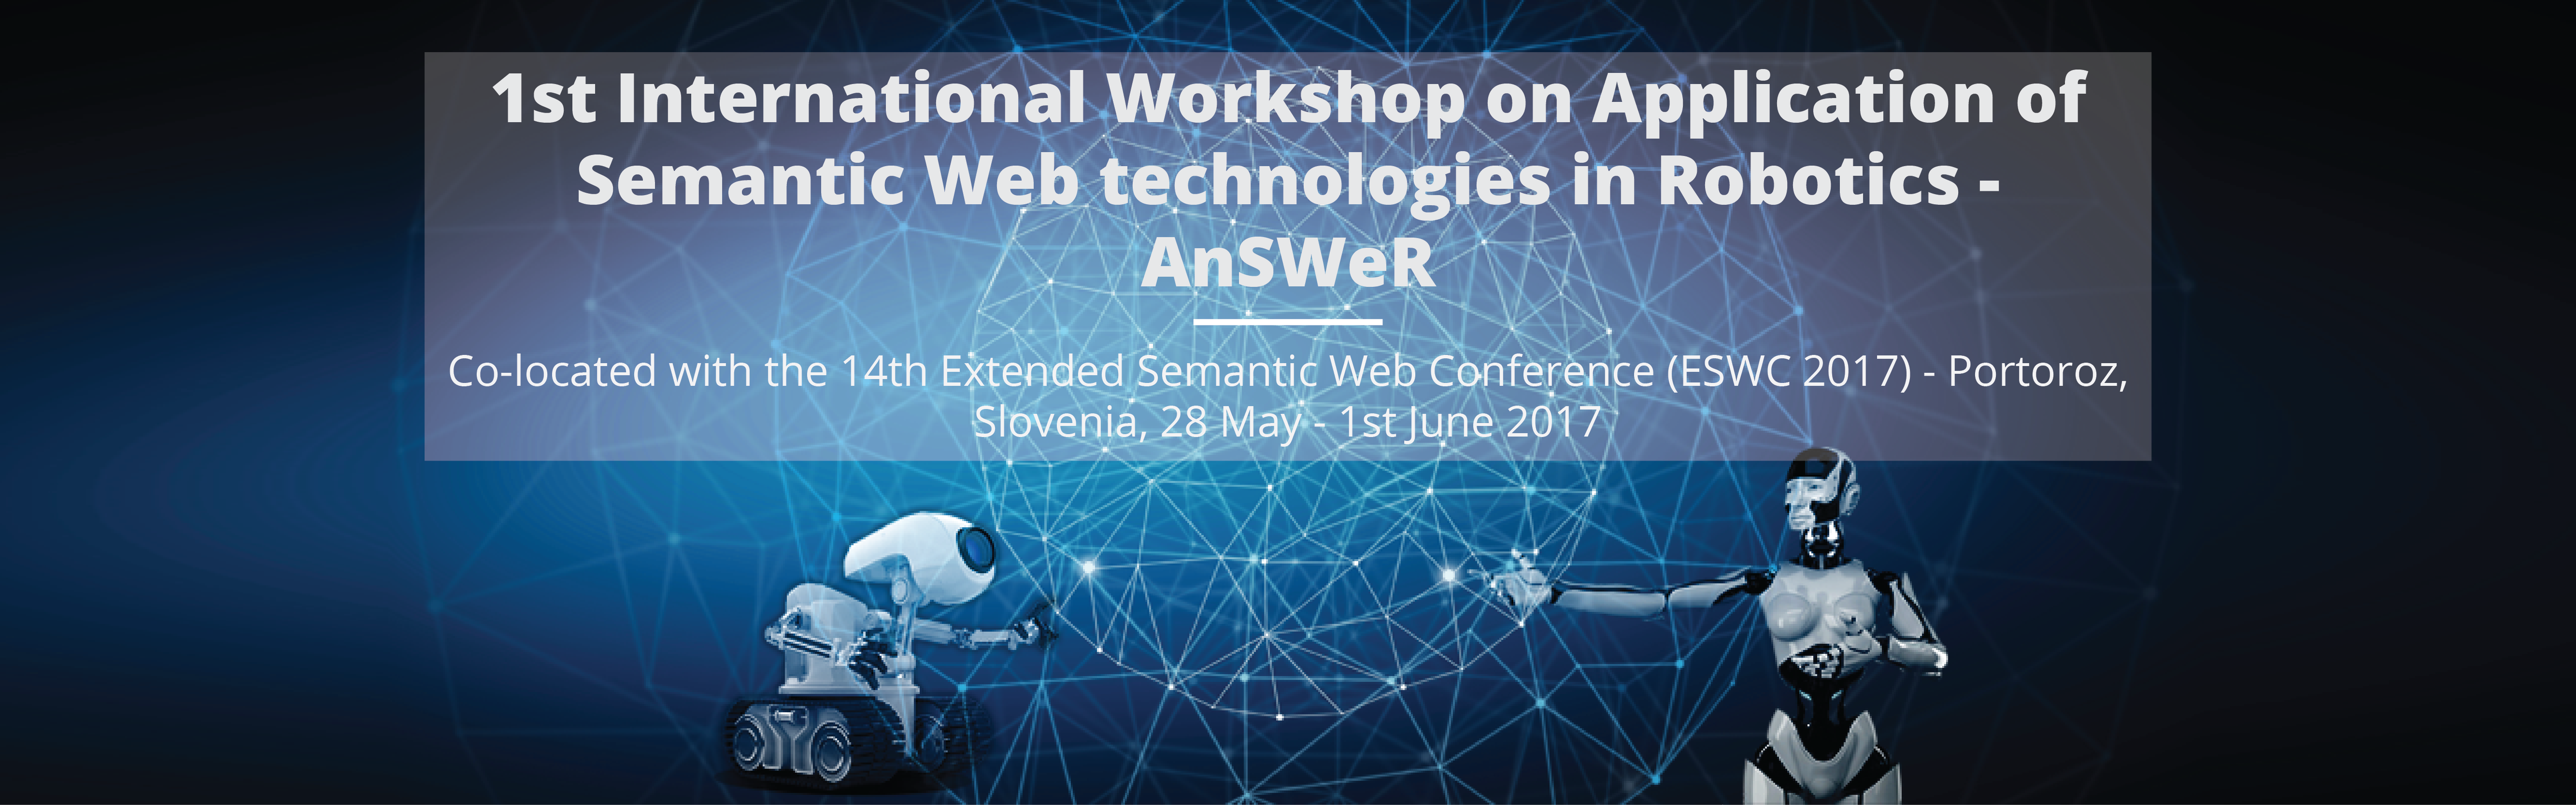 1st International Workshop on Application of
Semantic Web technologies in Robotics -
AnSWeR
Co-located with the 14th Extended Semantic Web Conference (ESWC 2017) - Portoroz,
Slovenia, 28 May - 1st June 2017